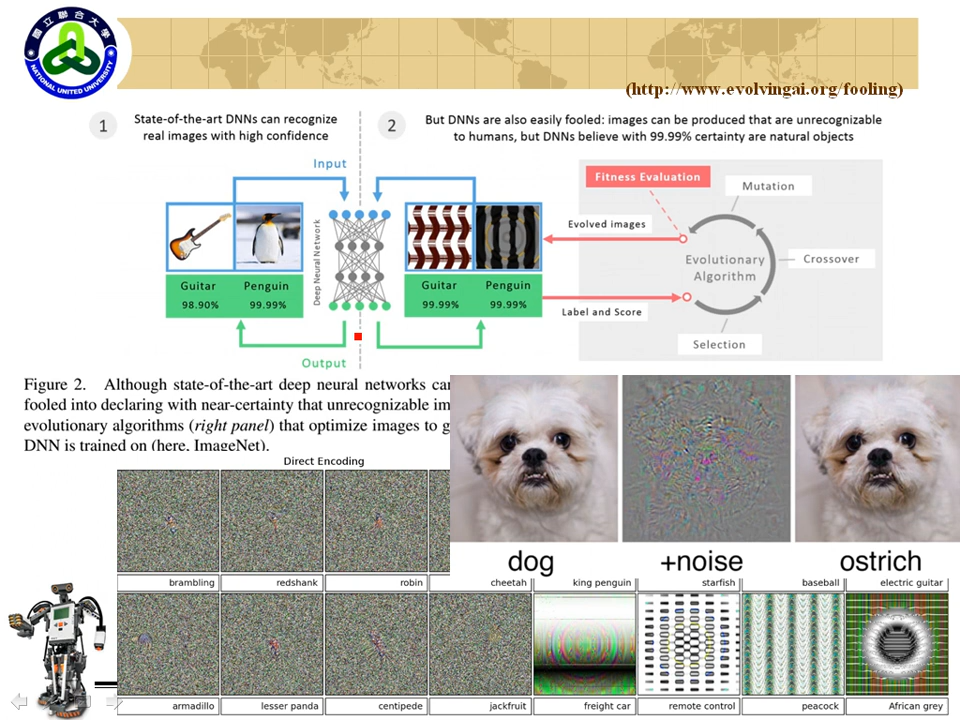 國立聯合大學
NATIONAL UNITED UNIVERSITY
(http://www.evolvingai.org/fooling)
1
State-of-the-art DNNs can recognize
real images with high confidence
2
But DNNs are also easily fooled: images can be produced that are unrecognizable
to humans, but DNNs believe with 99.99% certainty are natural objects
Input
Deep Neural Network
Guitar
98.90%
Penguin
99.99%
Guitar
99.99%
Penguin
99.99%
Output
Evolved images
Label and Score
Fitness Evaluation
Mutation
Evolutionary
Algorithm
Crossover
Selection
Figure 2. Although state-of-the-art deep neural networks can
fooled into declaring with near-certainty that unrecognizable im
evolutionary algorithms (right panel) that optimize images to g
DNN is trained on (here, ImageNet).
Direct Encoding
dog
+noise
ostrich
brambling
redshank
robin
cheetah
king penguin
starfish
baseball
electric guitar
armadillo
lesser panda
centipede
jackfruit
freight car
remote control
peacock
African grey